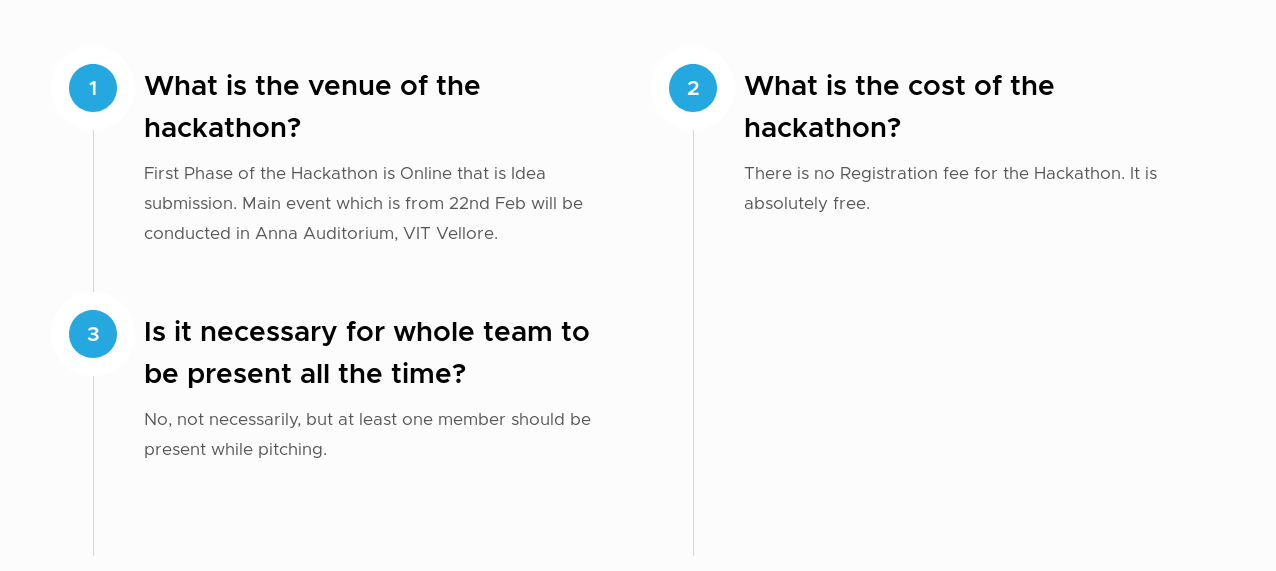 1
What is the venue of the
hackathon?
First Phase of the Hackathon is Online that is Idea
submission. Main event which is from 22nd Feb will be
conducted in Anna Auditorium, VIT Vellore.
2
What is the cost of the
hackathon?
There is no Registration fee for the Hackathon. It is
absolutely free.
3
Is it necessary for whole team to
be present all the time?
No, not necessarily, but at least one member should be
present while pitching.